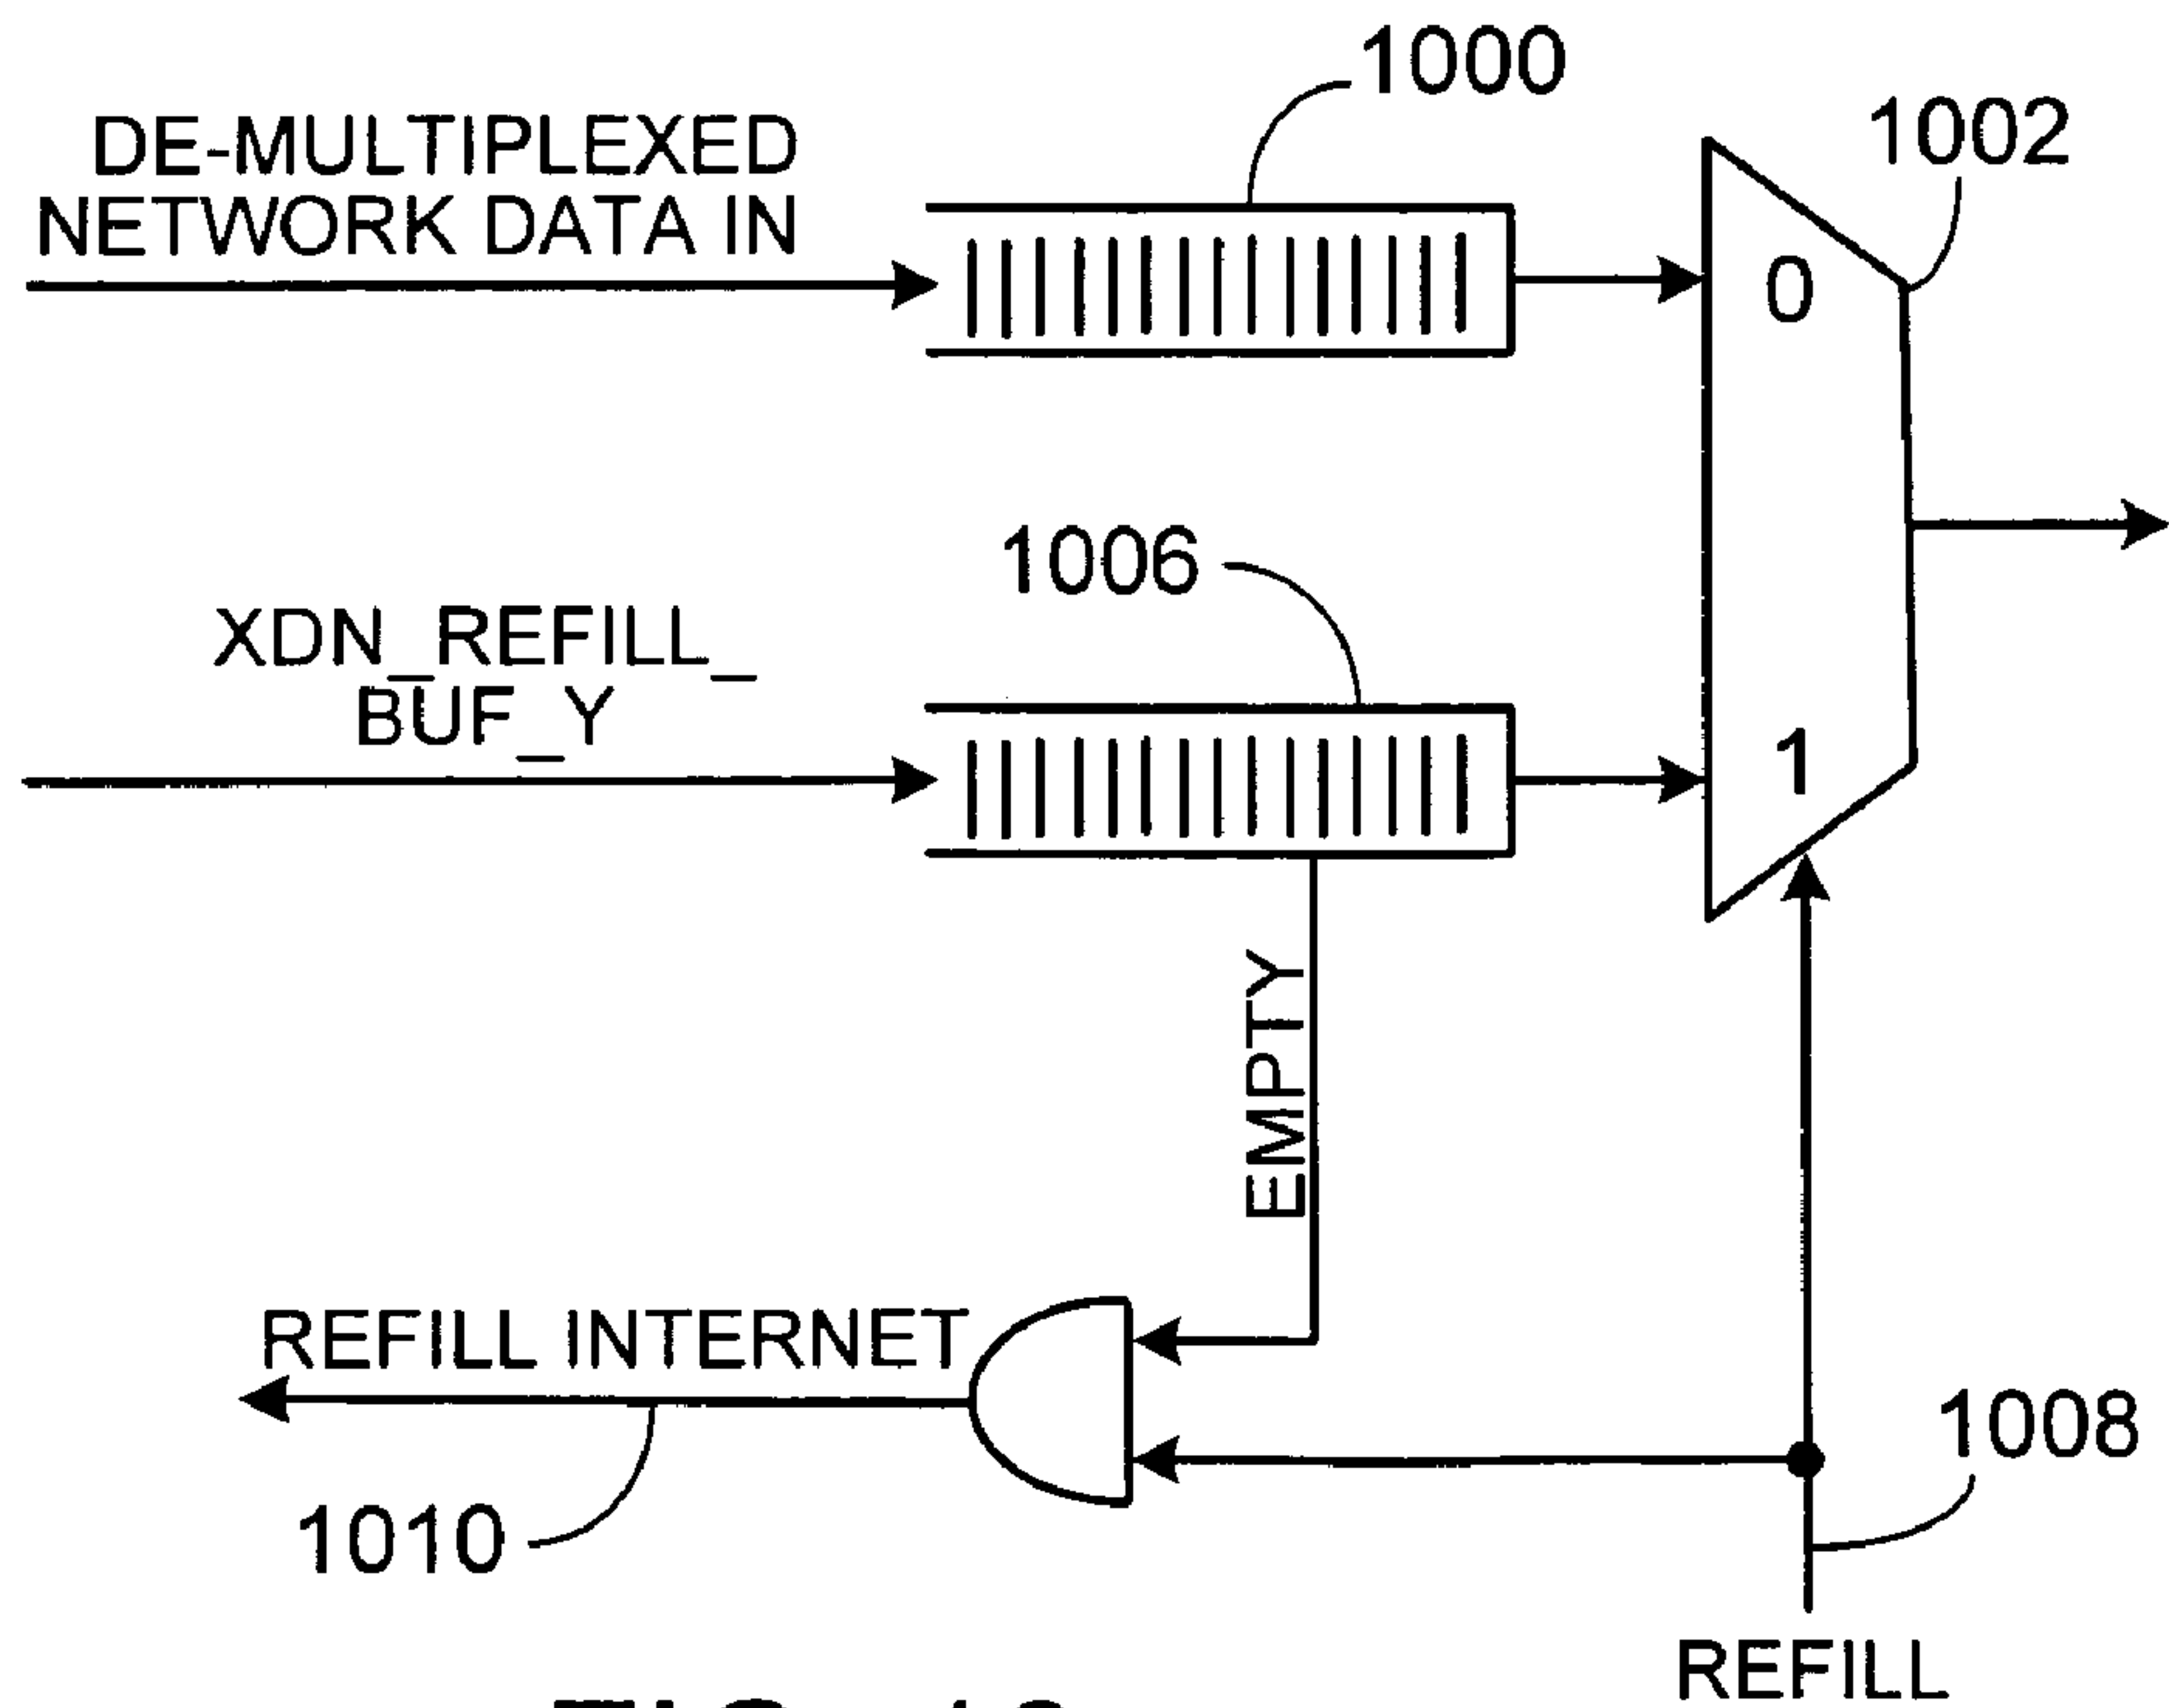 1000
1002
DE-MULTIPLEXED
NETWORK DATA IN
0
1006
XDN_REFILL_
BUF_Y
1
EMPTY
REFILL INTERNET
1008
1010
REFILL